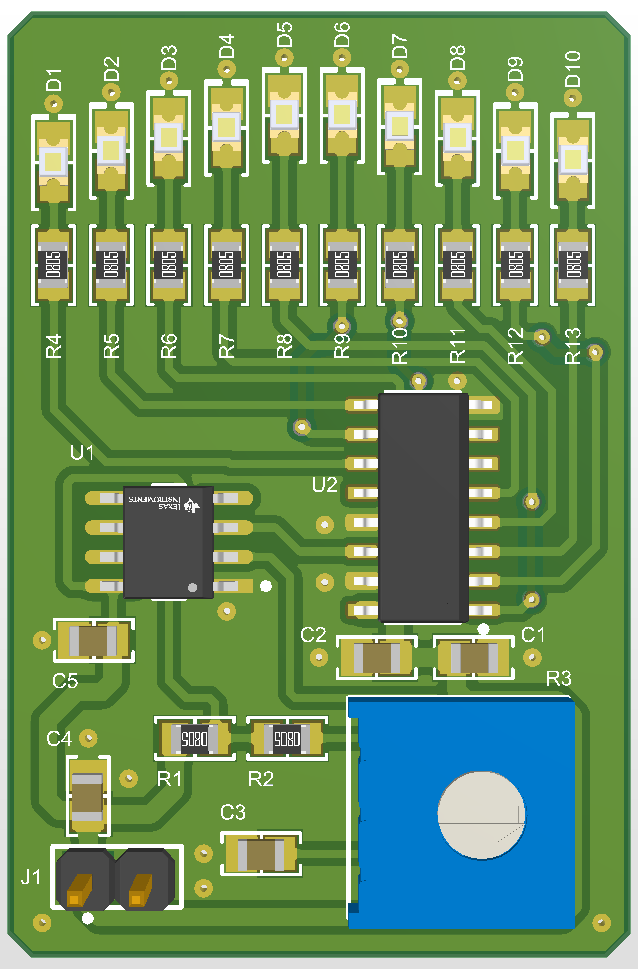 D1
D2
D3
D4
D5
D6
D7
D8
D9
D10
0805
0805
0805
0805
0805
0805
0805
0805
0805
0805
R4
R5
R6
R7
R8
R9
R10
R11
R12
R13
U1
U2
TEXAS
INSTRUMENTS
C2
C1
C5
R3
C4
0805
0805
R1
R2
C3
J1